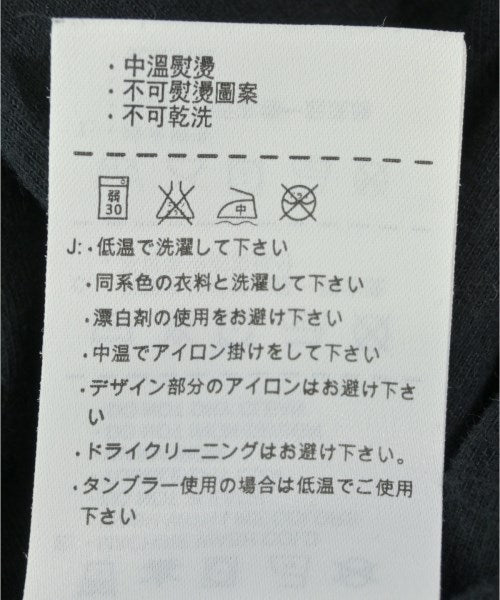 ・中溫熨燙
・不可熨燙圖案
・不可乾洗
弱
30
中
J:・低温で洗濯して下さい
・同系色の衣料と洗濯して下さい
・漂白剤の使用をお避け下さい
・中温でアイロン掛けをして下さい
・デザイン部分のアイロンはお避け下さ
い
・ドライクリーニングはお避け下さい。
・タンブラー使用の場合は低温でご使用
下さい